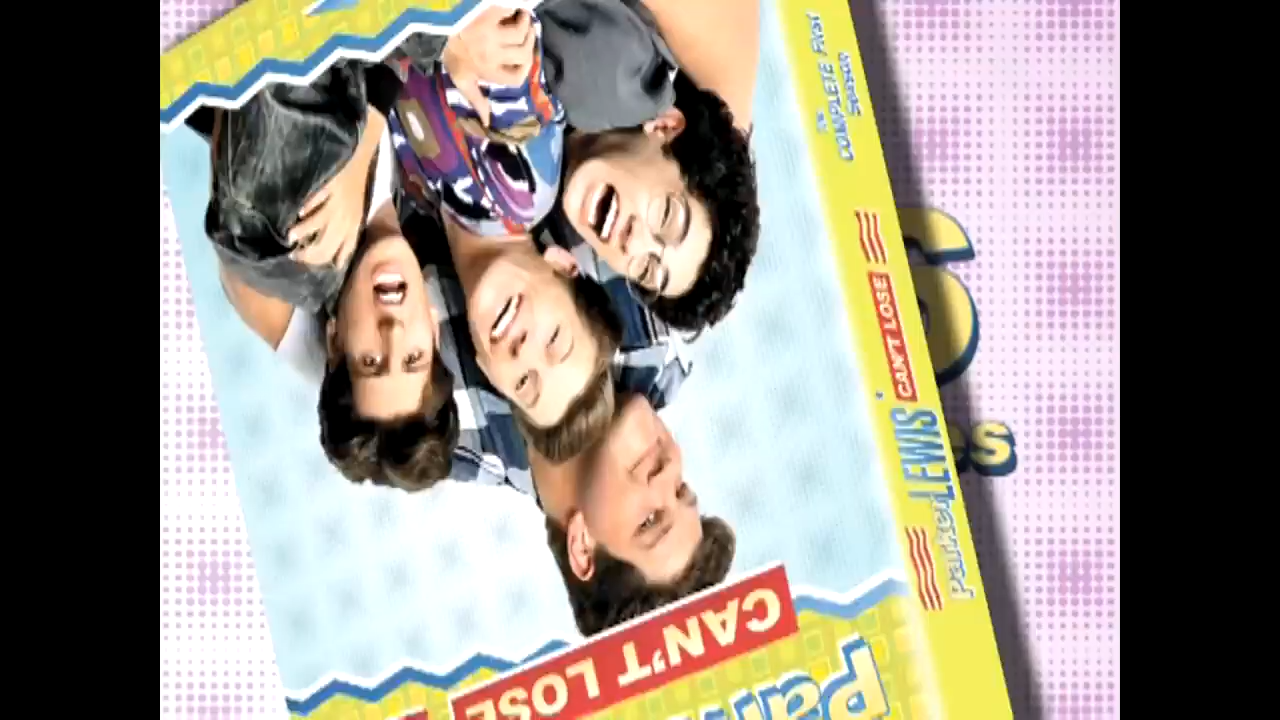 THE
COMPLETE FIRST
SEASON
parker LEWIS CAN'T LOSE
CAN'T LOSE